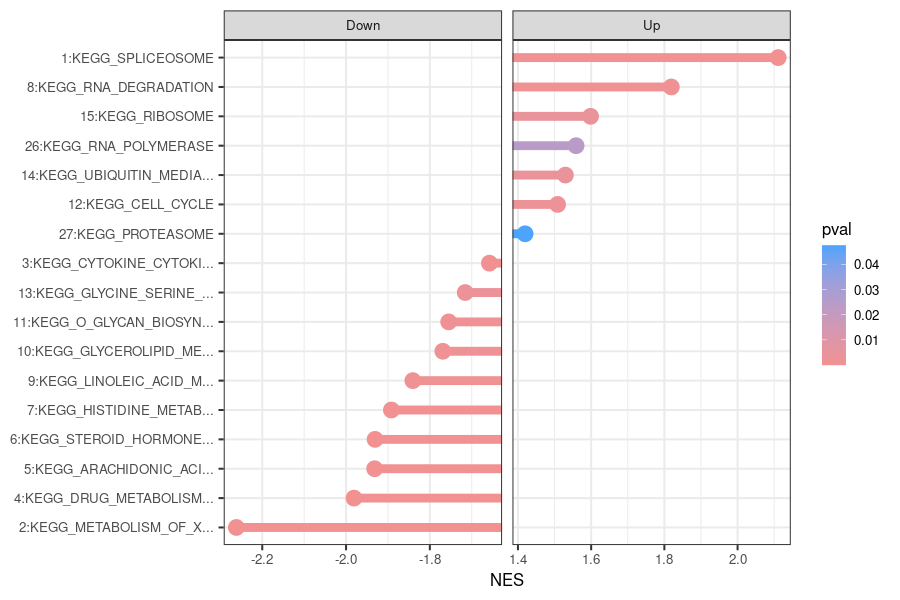 Down
Up
1:KEGG_SPLICEOSOME
8:KEGG_RNA_DEGRADATION
15:KEGG_RIBOSOME
26:KEGG_RNA_POLYMERASE
14:KEGG_UBIQUITIN_MEDIA...
12:KEGG_CELL_CYCLE
27:KEGG_PROTEASOME
3:KEGG_CYTOKINE_CYTOKI...
13:KEGG_GLYCINE_SERINE_...
11:KEGG_O_GLYCAN_BIOSYN...
10:KEGG_GLYCEROLIPID_ME...
9:KEGG_LINOLEIC_ACID_M...
7:KEGG_HISTIDINE_METAB...
6:KEGG_STEROID_HORMONE...
5:KEGG_ARACHIDONIC_ACI...
4:KEGG_DRUG_METABOLISM...
2:KEGG_METABOLISM_OF_X...
-2.2 -2.0 -1.8 1.4 1.6 1.8 2.0
NES
pval
0.04
0.03
0.02
0.01